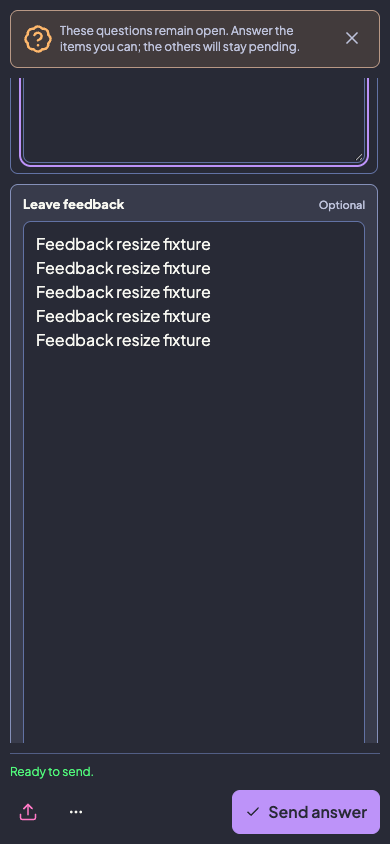 These questions remain open. Answer the
items you can; the others will stay pending.
Leave feedback
Optional
Feedback resize fixture
Feedback resize fixture
Feedback resize fixture
Feedback resize fixture
Feedback resize fixture
Ready to send.
Send answer